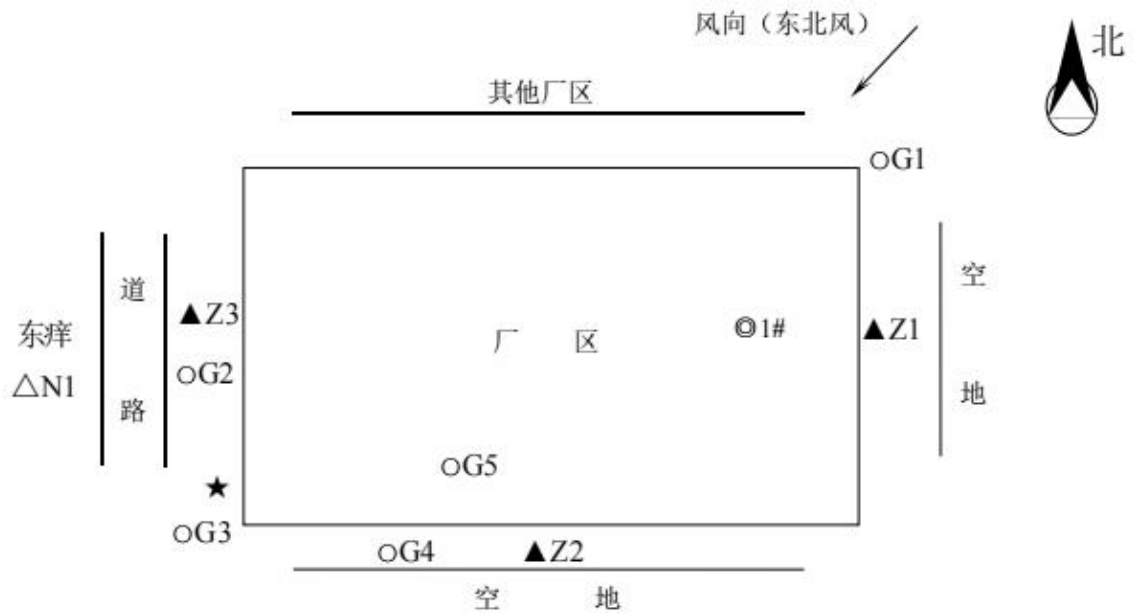 风向（东北风）
北
其他厂区
○G1
道
路
▲Z3
东痒
△N1
○G2
厂 区
◎1#
▲Z1
空
地
○G5
★
○G3
○G4
▲Z2
空 地